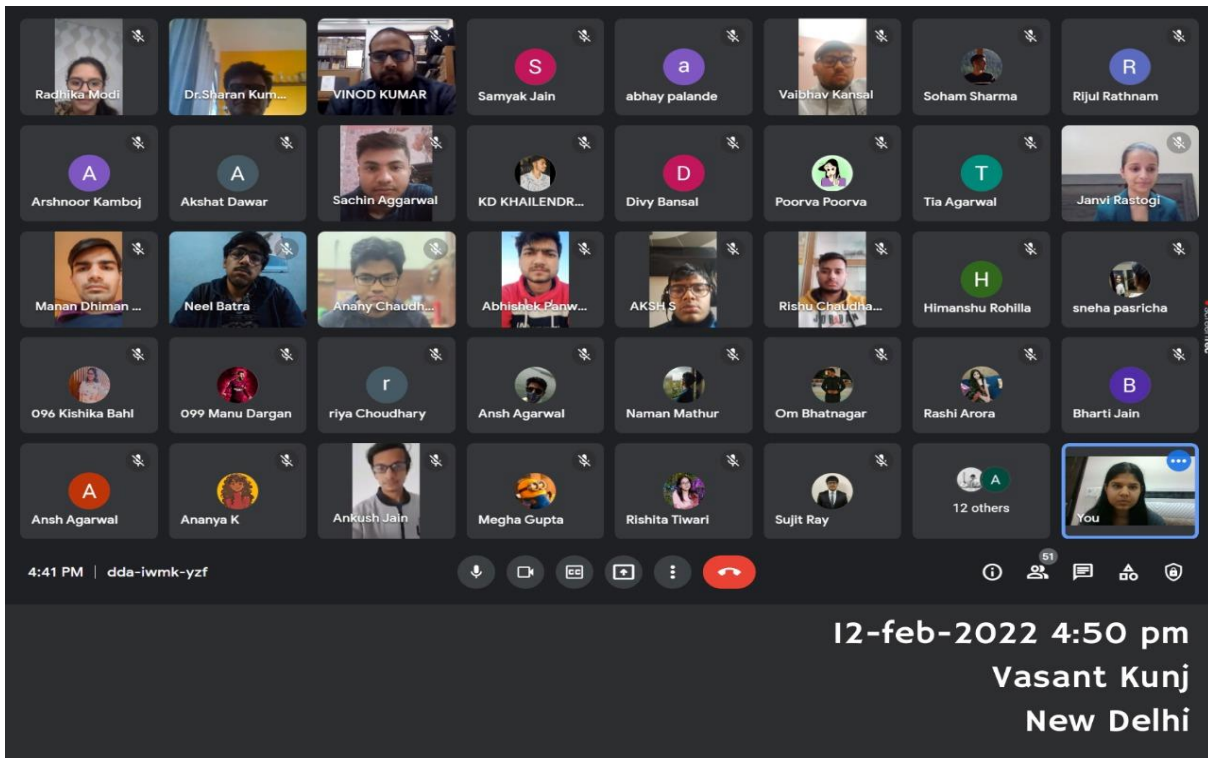 Radhika Modi
Dr.Sharan Kum...
VINOD KUMAR
S
Samyak Jain
a
abhay palande
Vaibhav Kansal
Soham Sharma
R
Rijul Rathnam
A
Arshnoor Kamboj
A
Akshat Dawar
Sachin Aggarwal
KD KHAILENDR...
D
Divy Bansal
Poorva Poorva
T
Tia Agarwal
Janvi Rastogi
Manan Dhiman ...
Neel Batra
Anany Chaudh...
Abhishek Panw...
AKSH S
Rishu Chaudha...
H
Himanshu Rohilla
sneha pasricha
096 Kishika Bahl
099 Manu Dargan
r
riya Choudhary
Ansh Agarwal
Naman Mathur
Om Bhatnagar
Rashi Arora
B
Bharti Jain
A
Ansh Agarwal
Ananya K
Ankush Jain
Megha Gupta
Rishita Tiwari
Sujit Ray
A
12 others
You
4:41 PM | dda-iwmk-yzf
CC
51
12-feb-2022 4:50 pm
Vasant Kunj
New Delhi